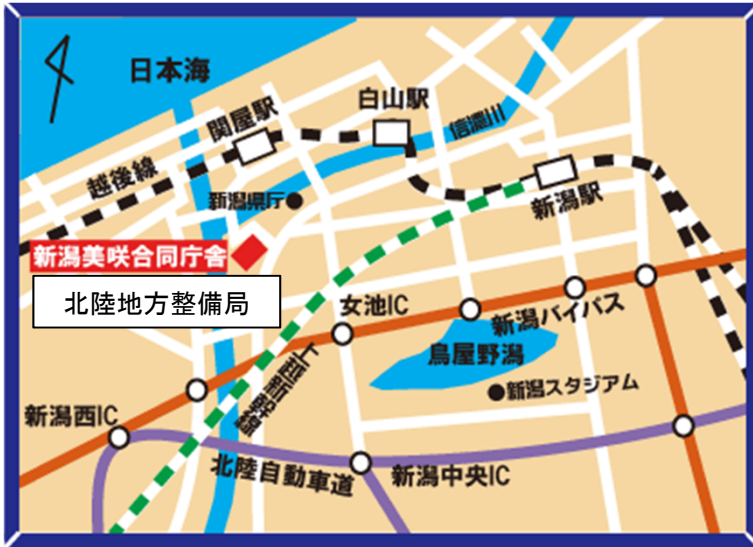 日本海
白山駅
関屋駅
信濃川
越後線
新潟県庁
新潟駅
新潟美咲合同庁舎
北陸地方整備局
女池IC
新潟バイパス
鳥屋野潟
上越新幹線
新潟スタジアム
新潟西IC
北陸自動車道
新潟中央IC